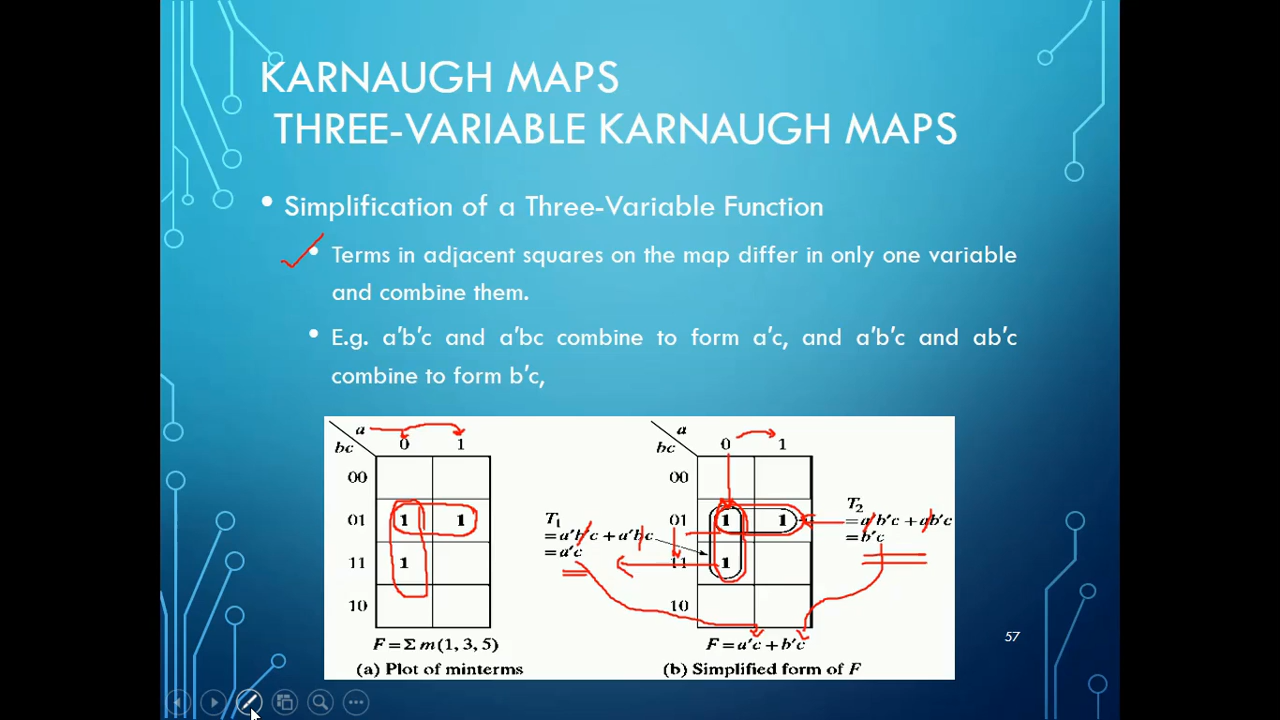 KARNAUGH MAPS
THREE-VARIABLE KARNAUGH MAPS
• Simplification of a Three-Variable Function
• Terms in adjacent squares on the map differ in only one variable
and combine them.
• E.g. a'b'c and a'bc combine to form a'c, and a'b'c and ab'c
combine to form b'c,
a
bc
0 1
00
01 1 1
11 1
10
F = Σ m (1, 3, 5)
(a) Plot of minterms
T₁
= a'b'c + a'bc
= a'c
a
bc
0 1
00
01 1 1
11 1
10
T₂
= a'b'c + ab'c
= b'c
F = a'c + b'c
(b) Simplified form of F
57